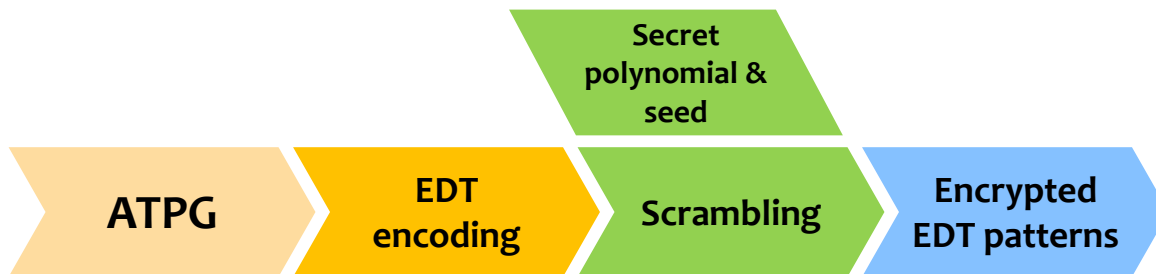 Secret
polynomial &
seed
ATPG
EDT
encoding
Scrambling
Encrypted
EDT patterns